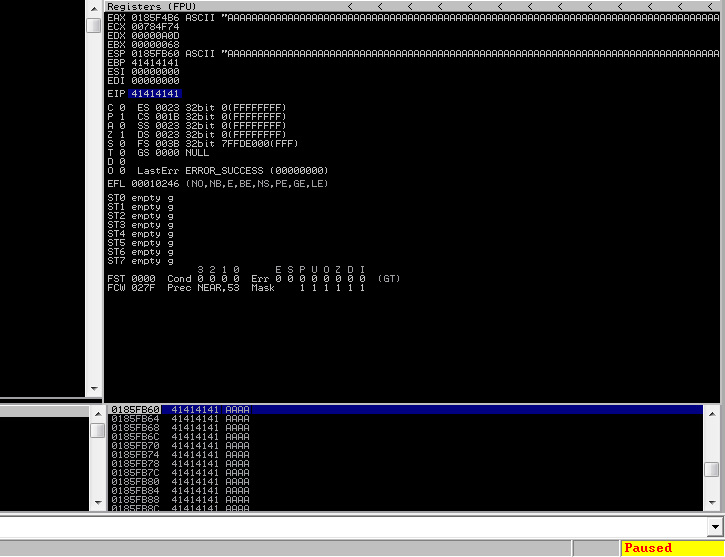 Registers (FPU) < < < < < < < < < < < < <
EAX 0185F4B6 ASCII "AAAAAAAAAAAAAAAAAAAAAAAAAAAAAAAAAAAAAAAAAAAAAAAAAAAAAAAAAAAAAAAAAAAAAAAAAAAAAAAAAA
ECX 00784F74
EDX 00000A0D
EBX 00000068
ESP 0185FB60 ASCII "AAAAAAAAAAAAAAAAAAAAAAAAAAAAAAAAAAAAAAAAAAAAAAAAAAAAAAAAAAAAAAAAAAAAAAAAAAAAAAAAAA
EBP 41414141
ESI 00000000
EDI 00000000
EIP 41414141
C 0 ES 0023 32bit 0(FFFFFFFF)
P 1 CS 001B 32bit 0(FFFFFFFF)
A 0 SS 0023 32bit 0(FFFFFFFF)
Z 1 DS 0023 32bit 0(FFFFFFFF)
S 0 FS 003B 32bit 7FFDE000(FFF)
T 0 GS 0000 NULL
D 0
O 0 LastErr ERROR_SUCCESS (00000000)
EFL 00010246 (NO,NB,E,BE,NS,PE,GE,LE)
ST0 empty g
ST1 empty g
ST2 empty g
ST3 empty g
ST4 empty g
ST5 empty g
ST6 empty g
ST7 empty g
3 2 1 0 E S P U O Z D I
FST 0000 Cond 0 0 0 0 Err 0 0 0 0 0 0 0 0 (GT)
FCW 027F Prec NEAR,53 Mask 1 1 1 1 1 1
0185FB60 41414141 AAAA
0185FB64 41414141 AAAA
0185FB68 41414141 AAAA
0185FB6C 41414141 AAAA
0185FB70 41414141 AAAA
0185FB74 41414141 AAAA
0185FB78 41414141 AAAA
0185FB7C 41414141 AAAA
0185FB80 41414141 AAAA
0185FB84 41414141 AAAA
0185FB88 41414141 AAAA
0185FB8C 41414141 AAAA
Paused